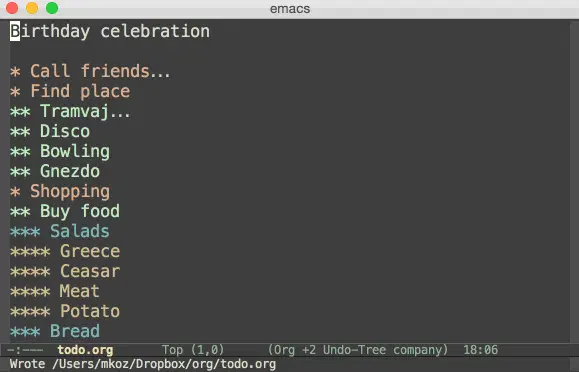 emacs
Birthday celebration
* Call friends...
* Find place
** Tramvaj...
** Disco
** Bowling
** Gnezdo
* Shopping
** Buy food
*** Salads
**** Greece
**** Ceasar
**** Meat
**** Potato
*** Bread
-:--- todo.org Top (1,0) (Org +2 Undo-Tree company) 18:06
Wrote /Users/mkoz/Dropbox/org/todo.org